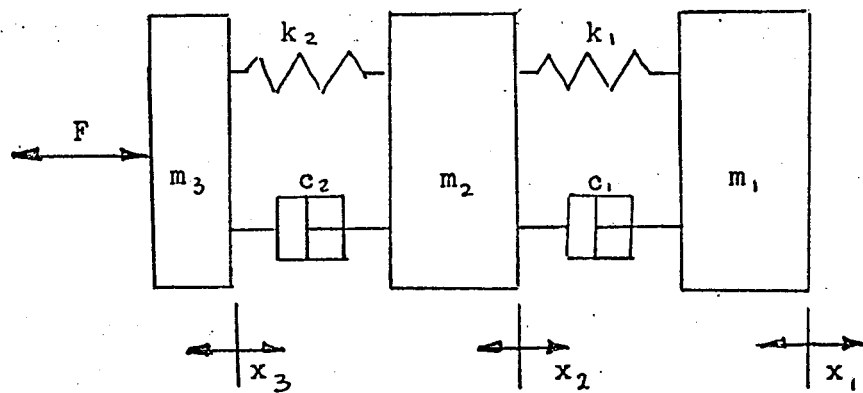 k₂ k₁
F
c₂ c₁
m₃ m₂ m₁
x₃ x₂ x₁